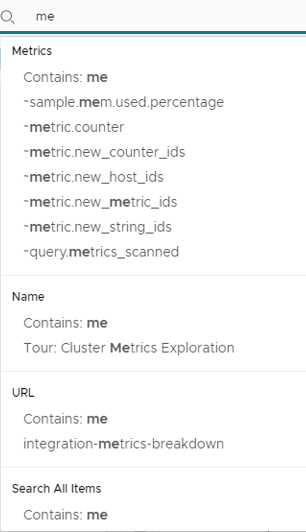 me
Metrics
Contains: me
~sample.mem.used.percentage
~metric.counter
~metric.new_counter_ids
~metric.new_host_ids
~metric.new_metric_ids
~metric.new_string_ids
~query.metrics_scanned
Name
Contains: me
Tour: Cluster Metrics Exploration
URL
Contains: me
integration-metrics-breakdown
Search All Items
Contains: me